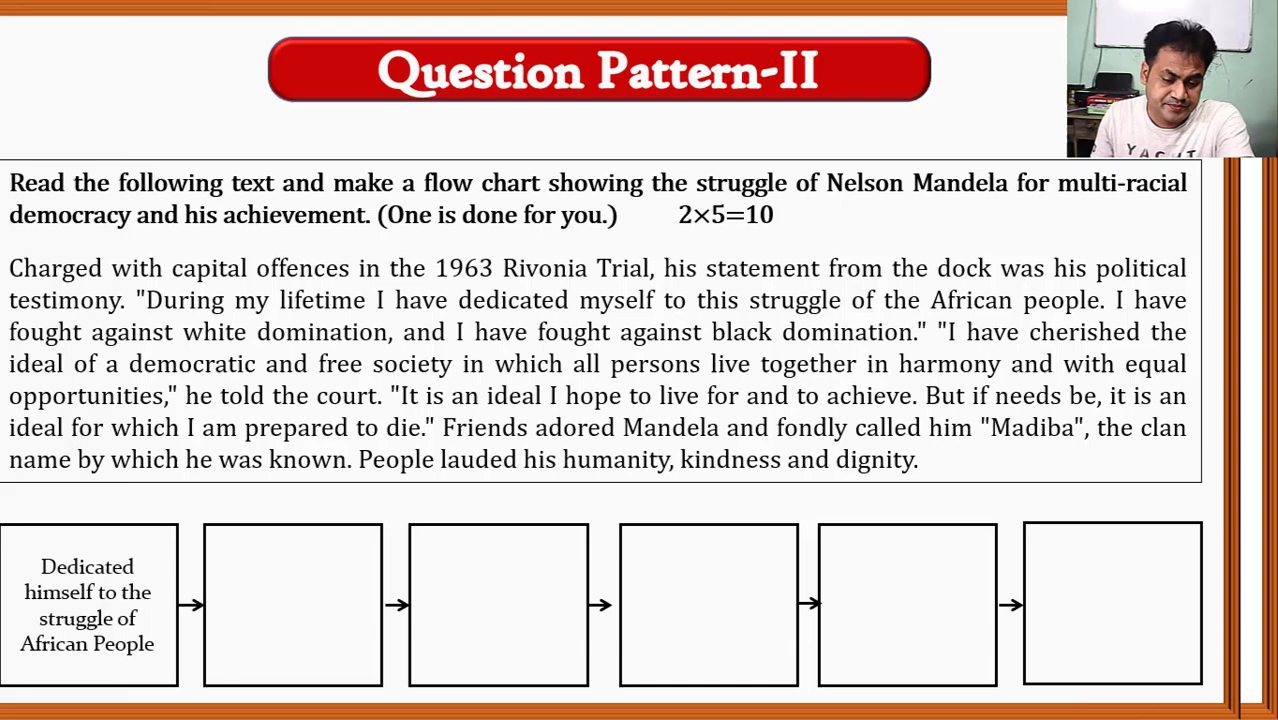 Question Pattern-II
Read the following text and make a flow chart showing the struggle of Nelson Mandela for multi-racial
democracy and his achievement. (One is done for you.) 2×5=10
Charged with capital offences in the 1963 Rivonia Trial, his statement from the dock was his political
testimony. "During my lifetime I have dedicated myself to this struggle of the African people. I have
fought against white domination, and I have fought against black domination." "I have cherished the
ideal of a democratic and free society in which all persons live together in harmony and with equal
opportunities," he told the court. "It is an ideal I hope to live for and to achieve. But if needs be, it is an
ideal for which I am prepared to die." Friends adored Mandela and fondly called him "Madiba", the clan
name by which he was known. People lauded his humanity, kindness and dignity.
Dedicated
himself to the
struggle of
African People